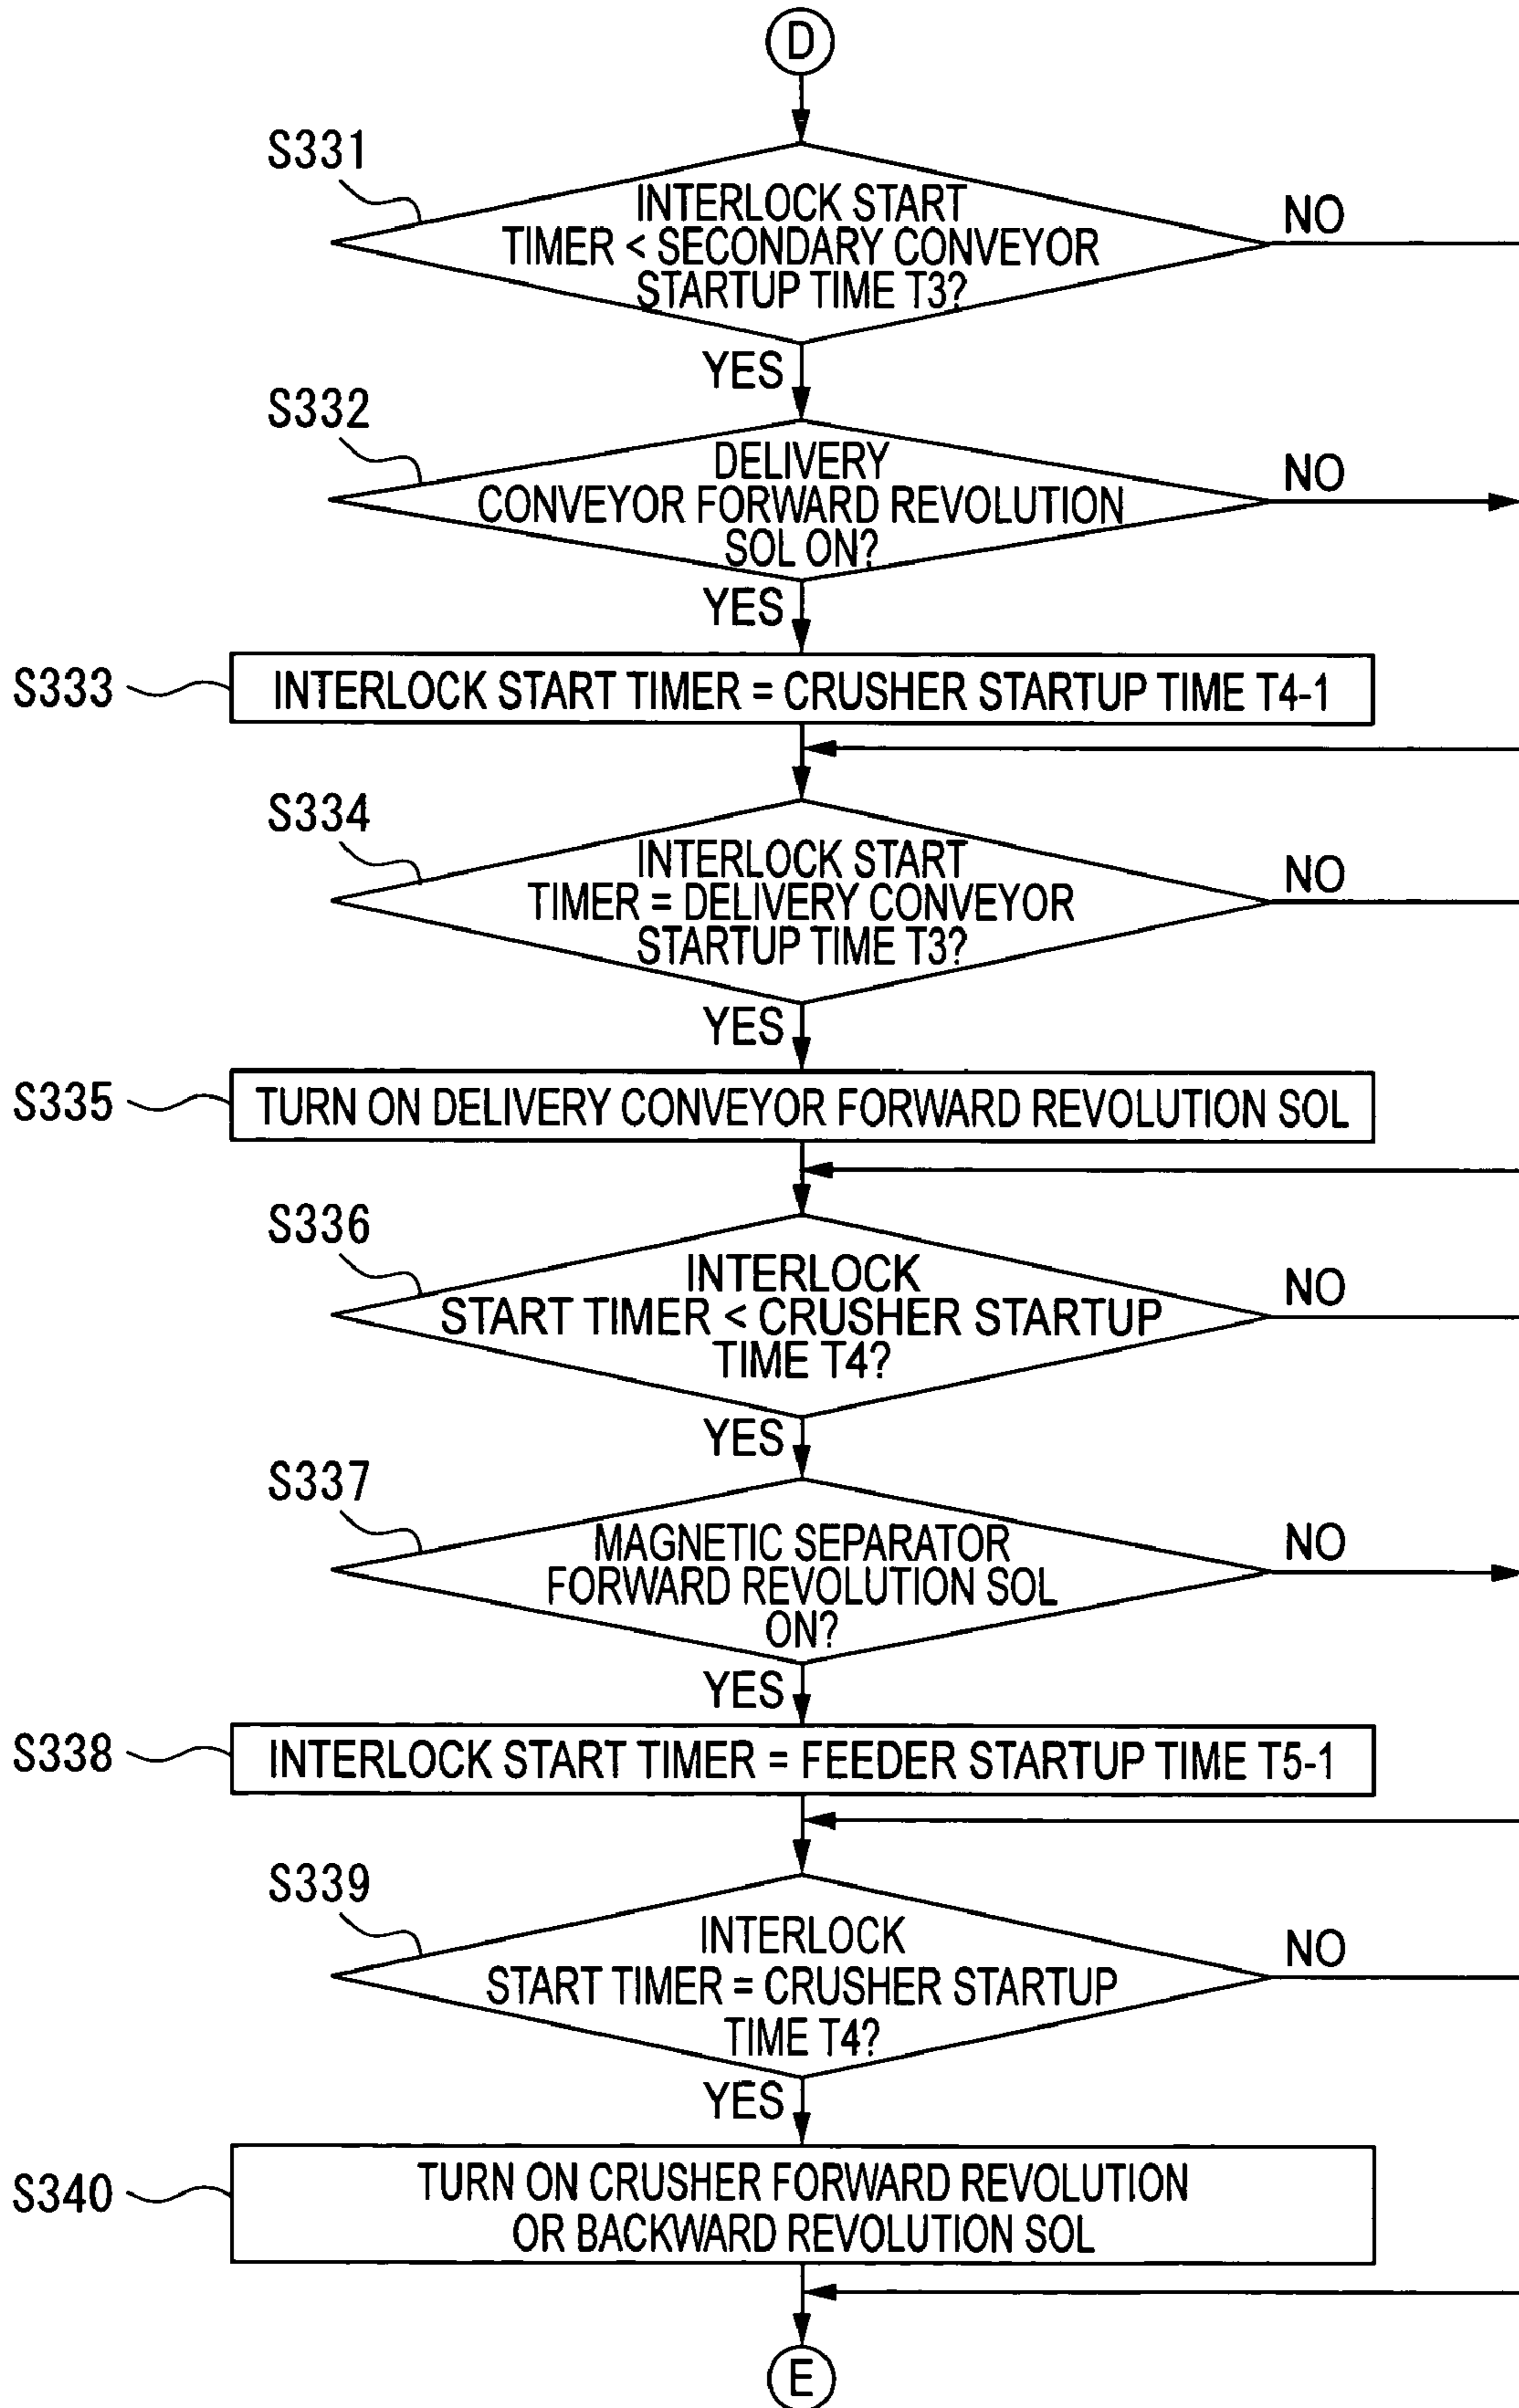 D
S331
INTERLOCK START
TIMER < SECONDARY CONVEYOR
STARTUP TIME T3?
NO
YES
S332
DELIVERY
CONVEYOR FORWARD REVOLUTION
SOL ON?
NO
YES
S333
INTERLOCK START TIMER = CRUSHER STARTUP TIME T4-1
S334
INTERLOCK START
TIMER = DELIVERY CONVEYOR
STARTUP TIME T3?
NO
YES
S335
TURN ON DELIVERY CONVEYOR FORWARD REVOLUTION SOL
S336
INTERLOCK
START TIMER < CRUSHER STARTUP
TIME T4?
NO
YES
S337
MAGNETIC SEPARATOR
FORWARD REVOLUTION SOL
ON?
NO
YES
S338
INTERLOCK START TIMER = FEEDER STARTUP TIME T5-1
S339
INTERLOCK
START TIMER = CRUSHER STARTUP
TIME T4?
NO
YES
S340
TURN ON CRUSHER FORWARD REVOLUTION
OR BACKWARD REVOLUTION SOL
E